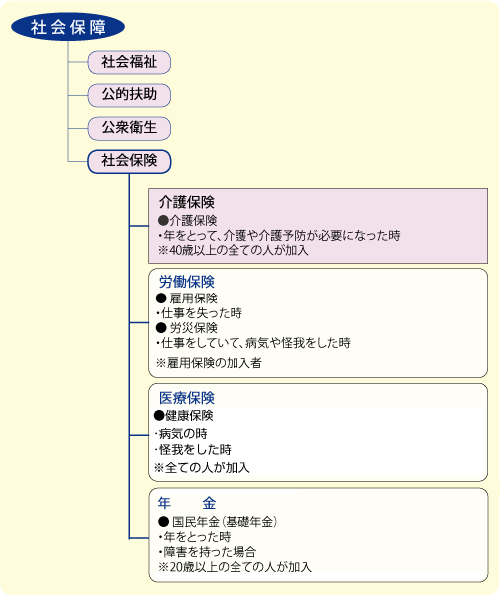 社会保障
社会福祉
公的扶助
公衆衛生
社会保険
介護保険
●介護保険
・年をとって、介護や介護予防が必要になった時
※40歳以上の全ての人が加入
労働保険
● 雇用保険
・仕事を失った時
● 労災保険
・仕事をしていて、病気や怪我をした時
※雇用保険の加入者
医療保険
●健康保険
・病気の時
・怪我をした時
※全ての人が加入
年　金
● 国民年金（基礎年金）
・年をとった時
・障害を持った場合
※20歳以上の全ての人が加入